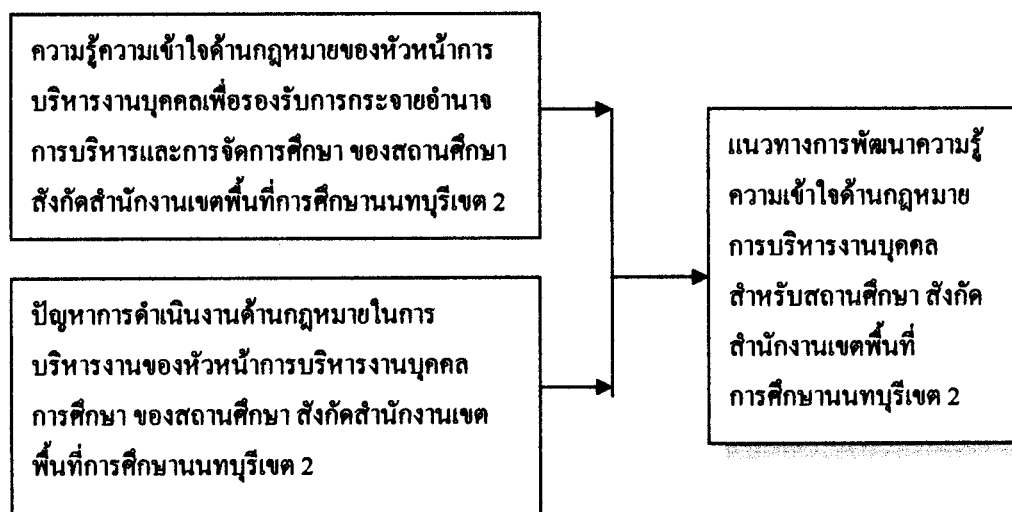 ความรู้ความเข้าใจด้านกฎหมายของหัวหน้าการ
บริหารงานบุคคลเพื่อรองรับการกระจายอำนาจ
การบริหารและการจัดการศึกษา ของสถานศึกษา
สังกัดสำนักงานเขตพื้นที่การศึกษานนทบุรีเขต 2
ปัญหาการดำเนินงานด้านกฎหมายในการ
บริหารงานของหัวหน้าการบริหารงานบุคคล
การศึกษา ของสถานศึกษา สังกัดสำนักงานเขต
พื้นที่การศึกษานนทบุรีเขต 2
แนวทางการพัฒนาความรู้
ความเข้าใจด้านกฎหมาย
การบริหารงานบุคคล
สำหรับสถานศึกษา สังกัด
สำนักงานเขตพื้นที่
การศึกษานนทบุรีเขต 2